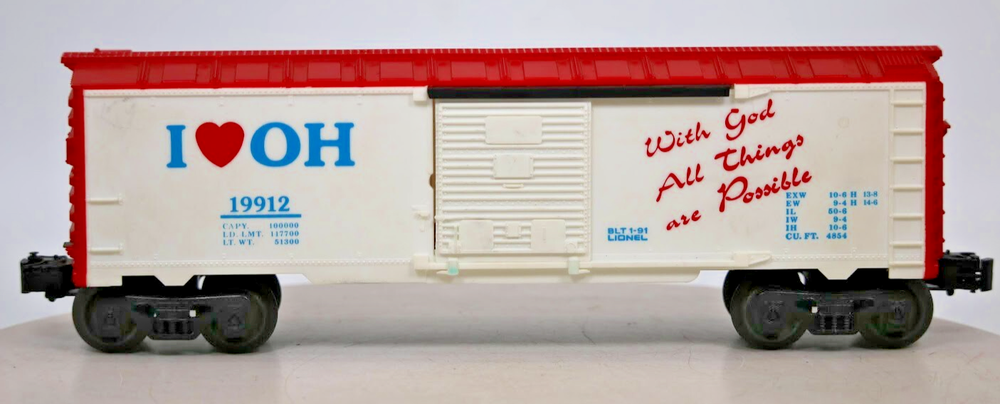 I ♥ OH
19912
CAPY. 100000
LD. LMT. 117700
LT. WT. 51300
With God
All Things
are Possible
BLT 1-91
LIONEL
EXW 10-6 H 13-8
EW 9-4 H 14-6
IL 50-6
IW 9-4
IH 10-6
CU. FT. 4854